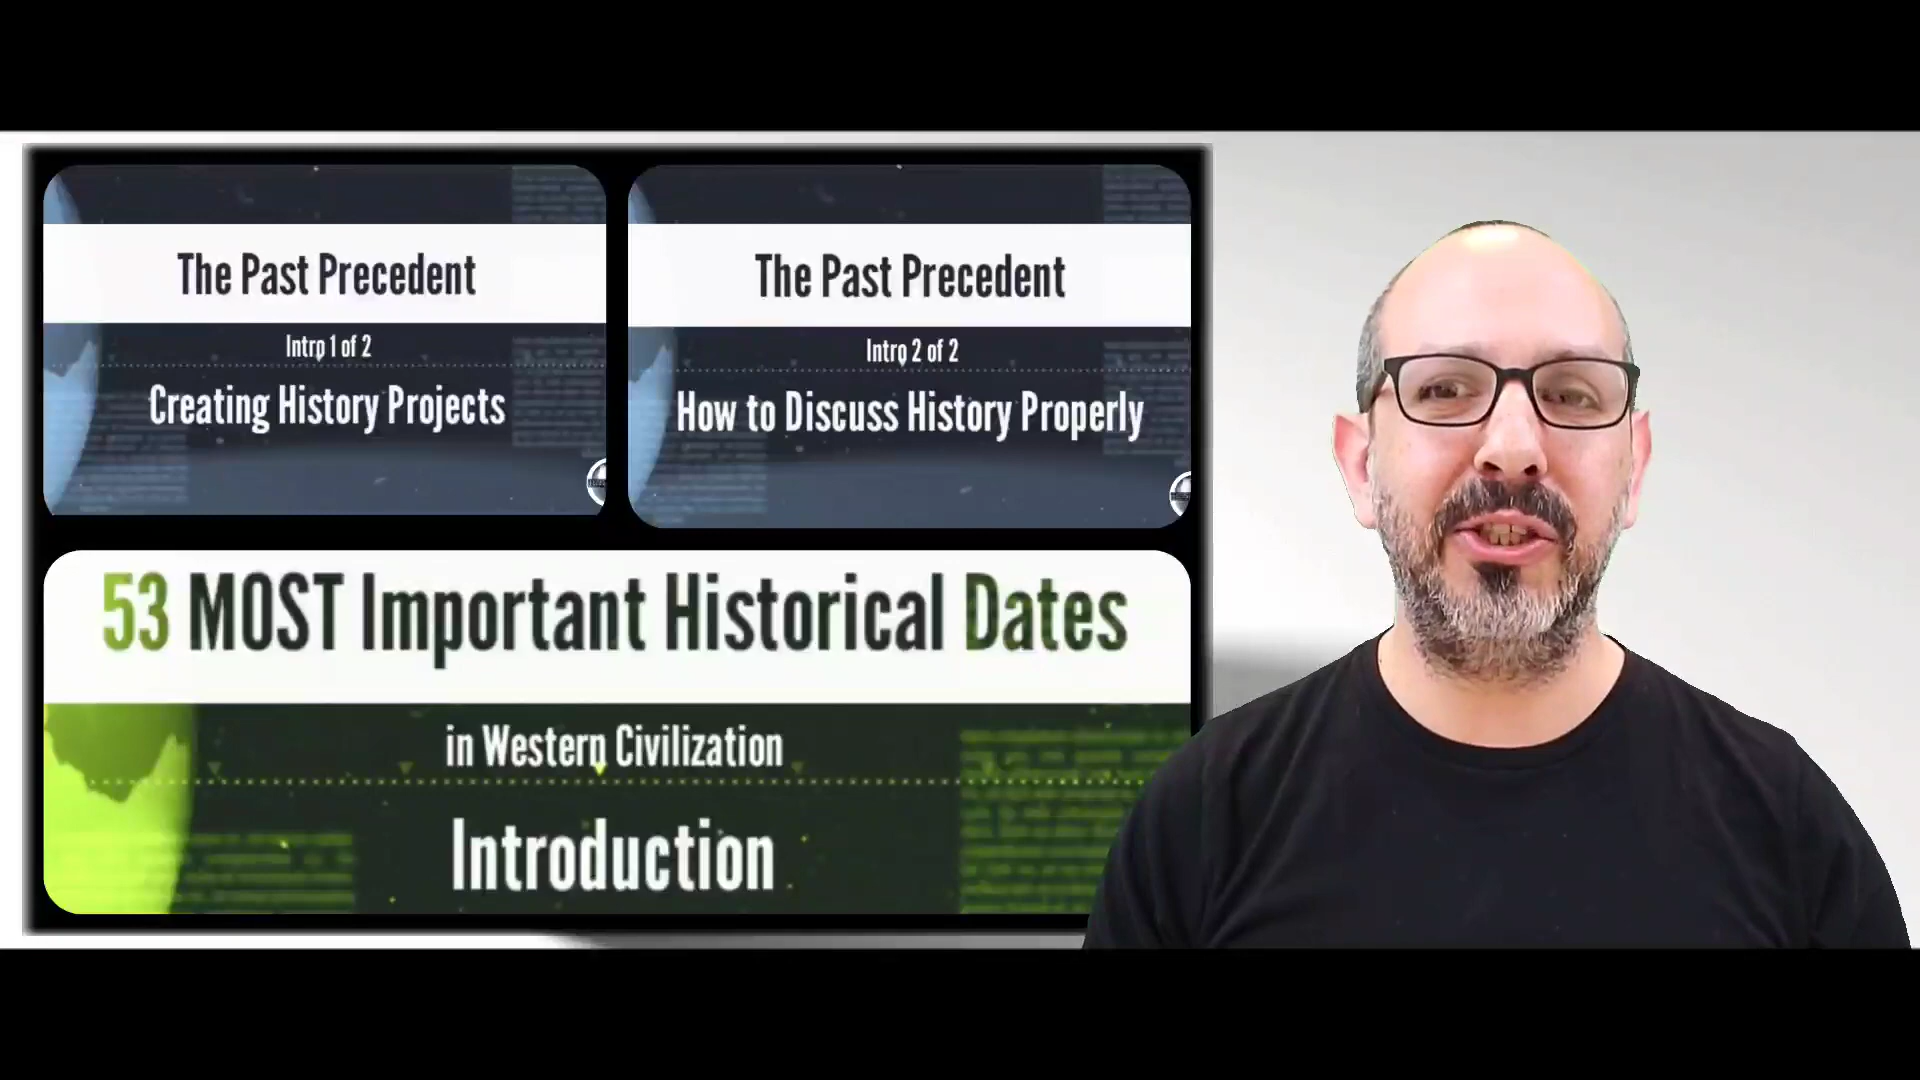 The Past Precedent
Intro 1 of 2
Creating History Projects
The Past Precedent
Intro 2 of 2
How to Discuss History Properly
53 MOST Important Historical Dates
in Western Civilization
Introduction